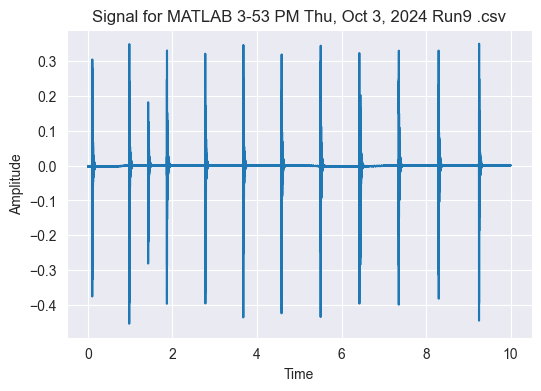 Signal for MATLAB 3-53 PM Thu, Oct 3, 2024 Run9 .csv
Amplitude
0.3
0.2
0.1
0.0
−0.1
−0.2
−0.3
−0.4
0 2 4 6 8 10
Time